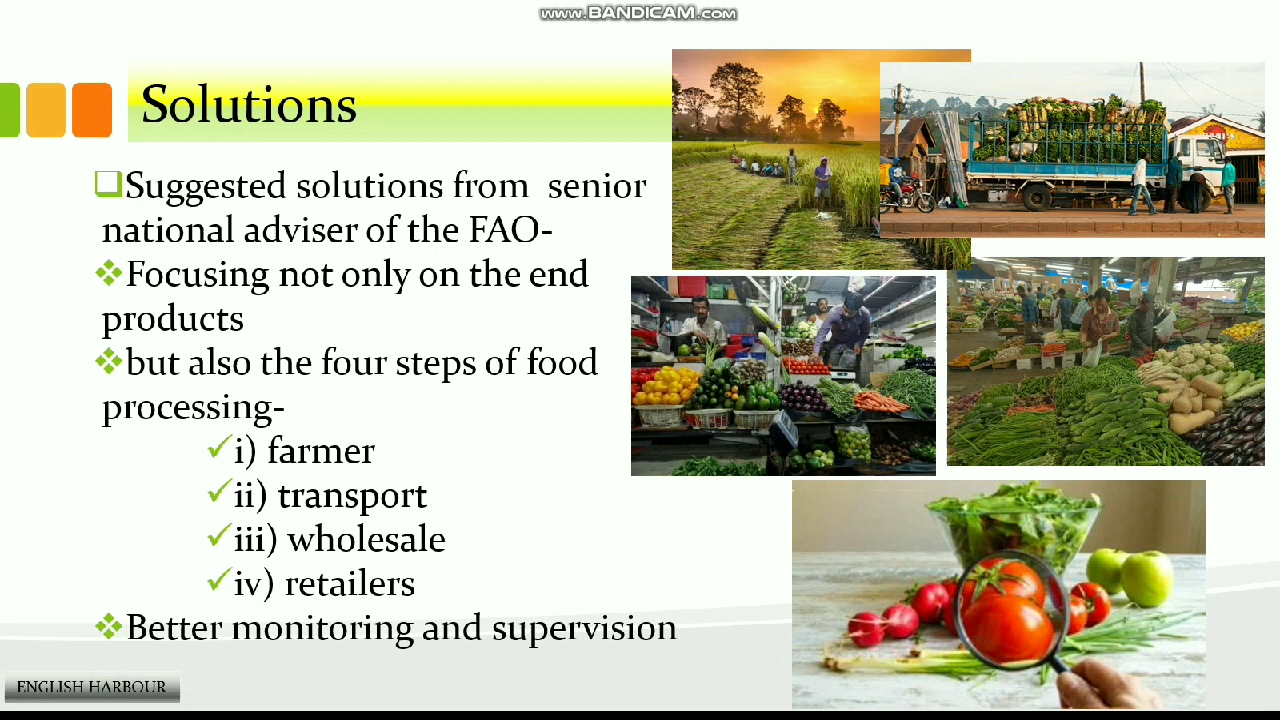 www.BANDICAM.com
Solutions
Suggested solutions from senior
national adviser of the FAO-
Focusing not only on the end
products
but also the four steps of food
processing-
i) farmer
ii) transport
iii) wholesale
iv) retailers
Better monitoring and supervision
ENGLISH HARBOUR